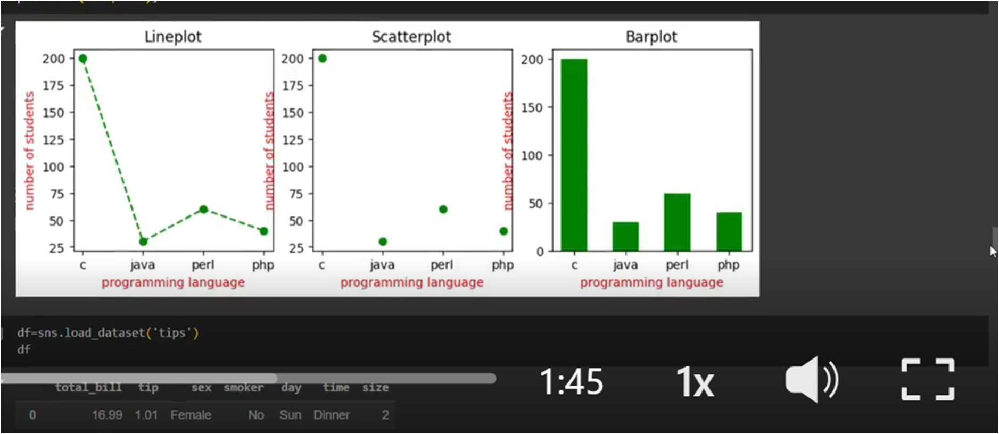 Lineplot
200
175
150
125
100
75
50
25
number of students
c java perl php
programming language
Scatterplot
200
175
150
125
100
75
50
25
number of students
c java perl php
programming language
Barplot
200
150
100
50
0
number of students
c java perl php
programming language
df=sns.load_dataset('tips')
df
1:45 1x
total_bill tip sex smoker day time size
0 16.99 1.01 Female No Sun Dinner 2